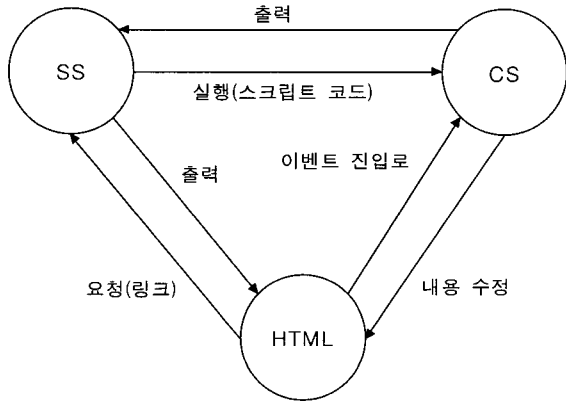 출력
SS
CS
실행(스크립트 코드)
출력
이벤트 진입로
요청(링크)
내용 수정
HTML